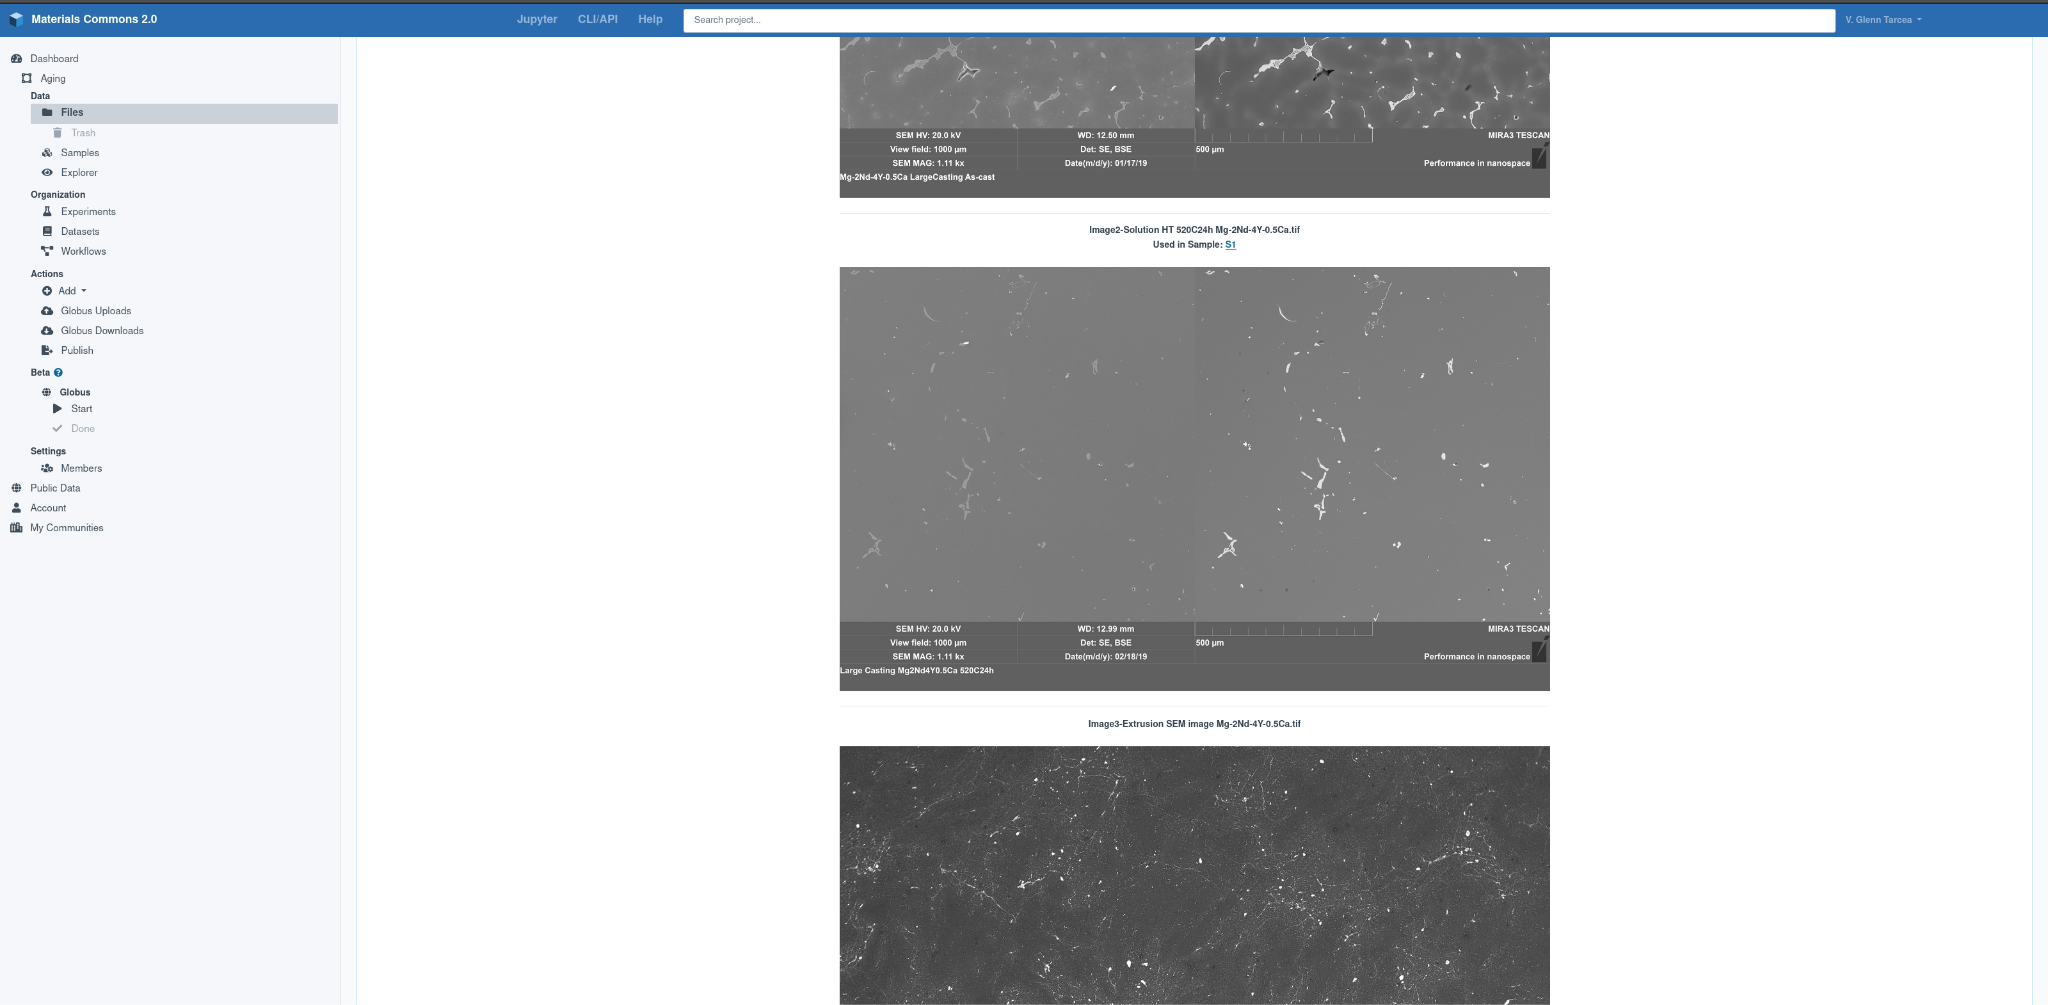 Materials Commons 2.0
Jupyter CLI/API Help
Search project...
V. Glenn Tarcea
Dashboard
Aging
Data
Files
Trash
Samples
Explorer
Organization
Experiments
Datasets
Workflows
Actions
Add
Globus Uploads
Globus Downloads
Publish
Beta ?
Globus
Start
Done
Settings
Members
Public Data
Account
My Communities
SEM HV: 20.0 kV WD: 12.50 mm MIRA3 TESCAN
View field: 1000 µm Det: SE, BSE 500 µm
SEM MAG: 1.11 kx Date(m/d/y): 01/17/19 Performance in nanospace
Mg-2Nd-4Y-0.5Ca LargeCasting As-cast
Image2-Solution HT 520C24h Mg-2Nd-4Y-0.5Ca.tif
Used in Sample: S1
SEM HV: 20.0 kV WD: 12.99 mm MIRA3 TESCAN
View field: 1000 µm Det: SE, BSE 500 µm
SEM MAG: 1.11 kx Date(m/d/y): 02/18/19 Performance in nanospace
Large Casting Mg2Nd4Y0.5Ca 520C24h
Image3-Extrusion SEM image Mg-2Nd-4Y-0.5Ca.tif